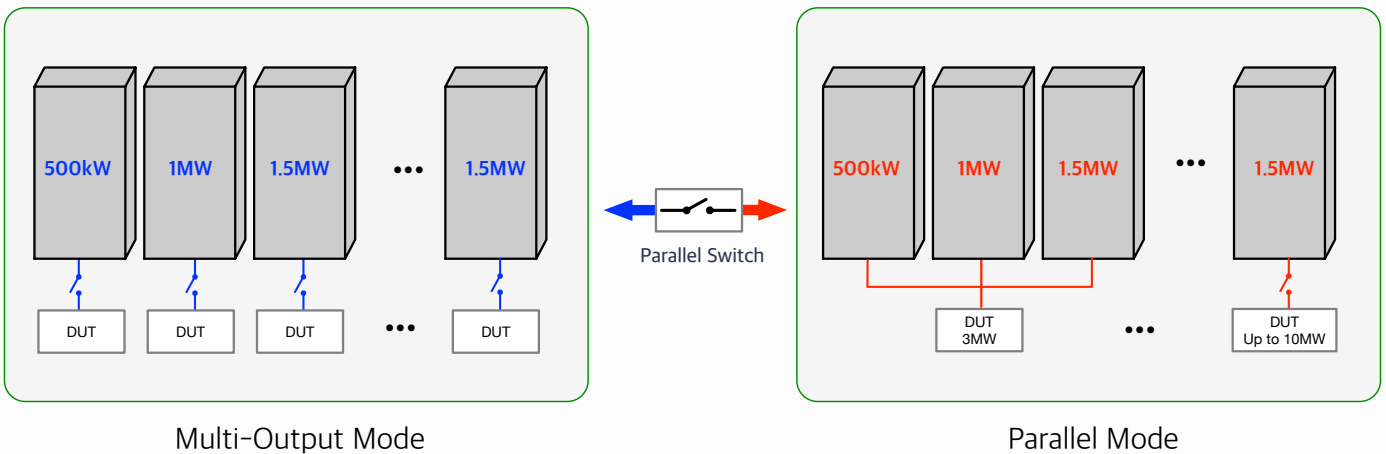 500kW
1MW
1.5MW
•••
1.5MW
DUT
DUT
DUT
•••
DUT
Multi-Output Mode
Parallel Switch
500kW
1MW
1.5MW
•••
1.5MW
DUT
3MW
•••
DUT
Up to 10MW
Parallel Mode